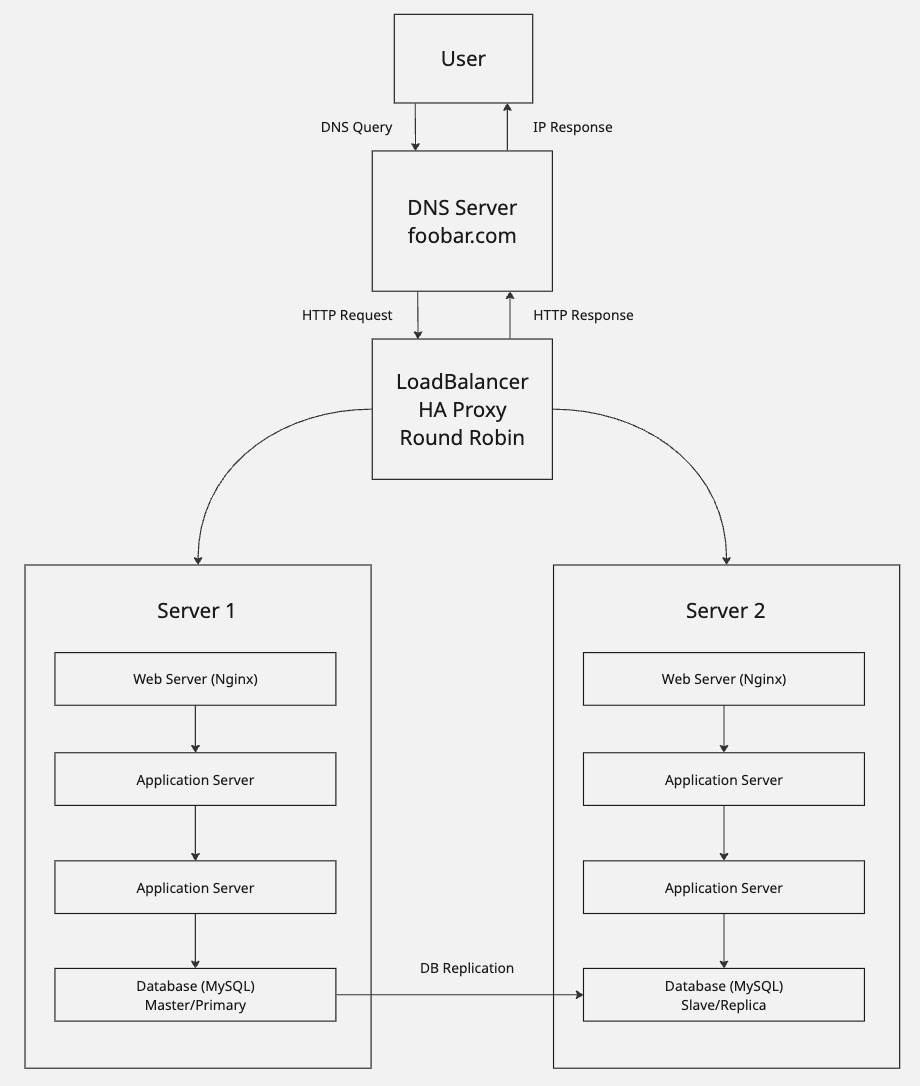 User
DNS Query
IP Response
DNS Server
foobar.com
HTTP Request
HTTP Response
LoadBalancer
HA Proxy
Round Robin
Server 1
Web Server (Nginx)
Application Server
Application Server
Database (MySQL)
Master/Primary
DB Replication
Server 2
Web Server (Nginx)
Application Server
Application Server
Database (MySQL)
Slave/Replica